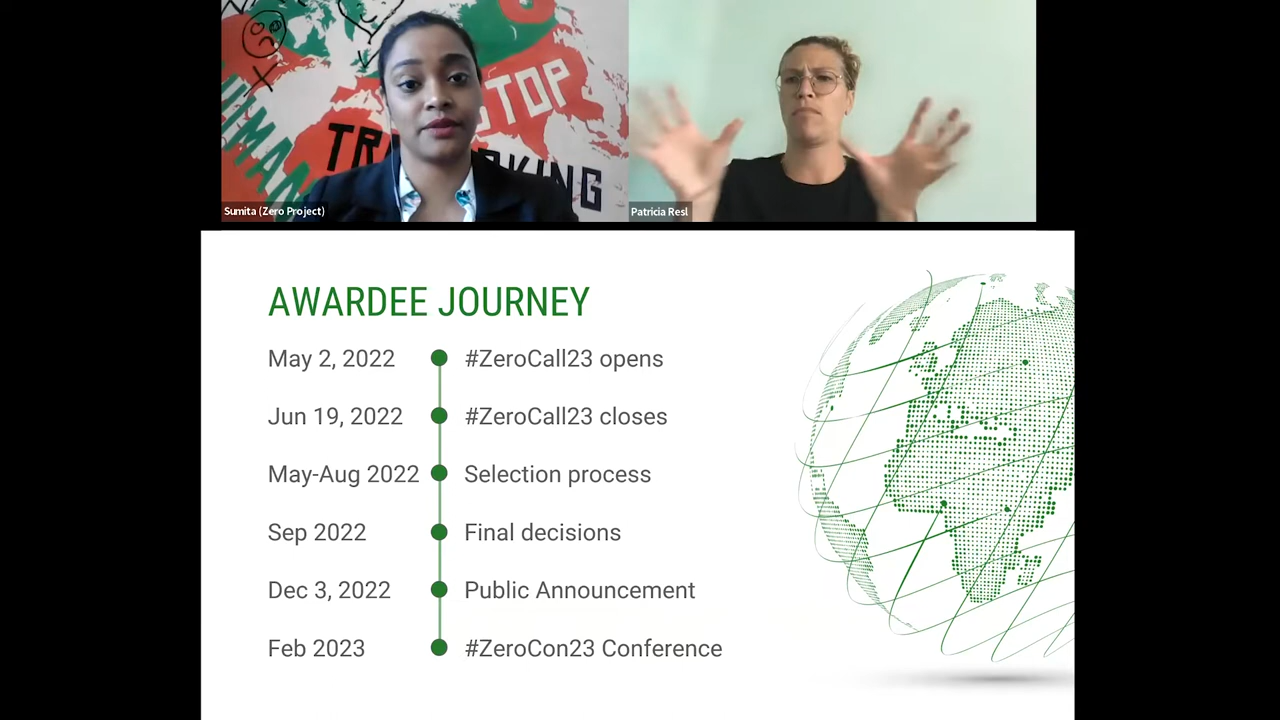 HUMAN
STOP
Sumita (Zero Project)
Patricia Resl
AWARDEE JOURNEY
May 2, 2022 #ZeroCall23 opens
Jun 19, 2022 #ZeroCall23 closes
May-Aug 2022 Selection process
Sep 2022 Final decisions
Dec 3, 2022 Public Announcement
Feb 2023 #ZeroCon23 Conference